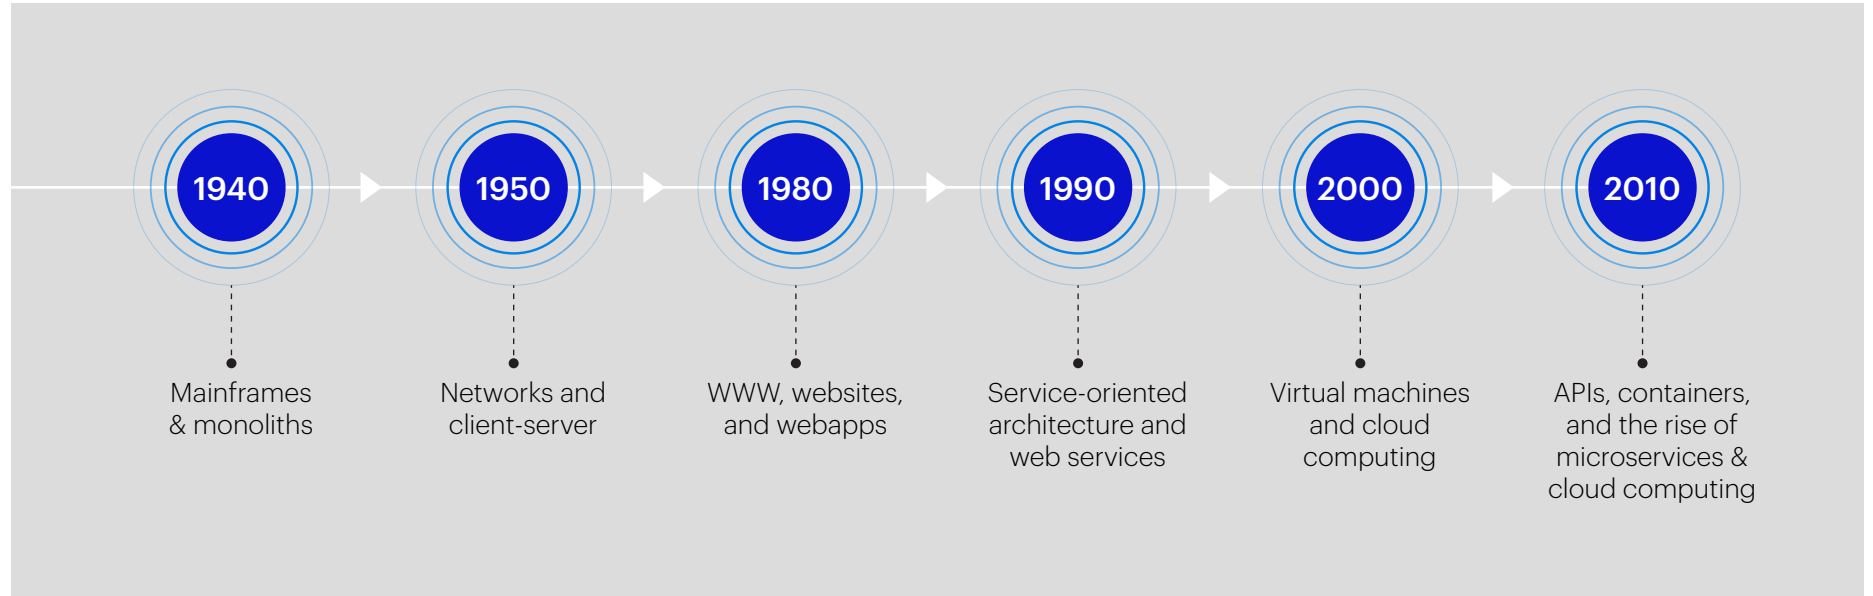 1940
1950
1980
1990
2000
2010
Mainframes
& monoliths
Networks and
client-server
WWW, websites,
and webapps
Service-oriented
architecture and
web services
Virtual machines
and cloud
computing
APIs, containers,
and the rise of
microservices &
cloud computing